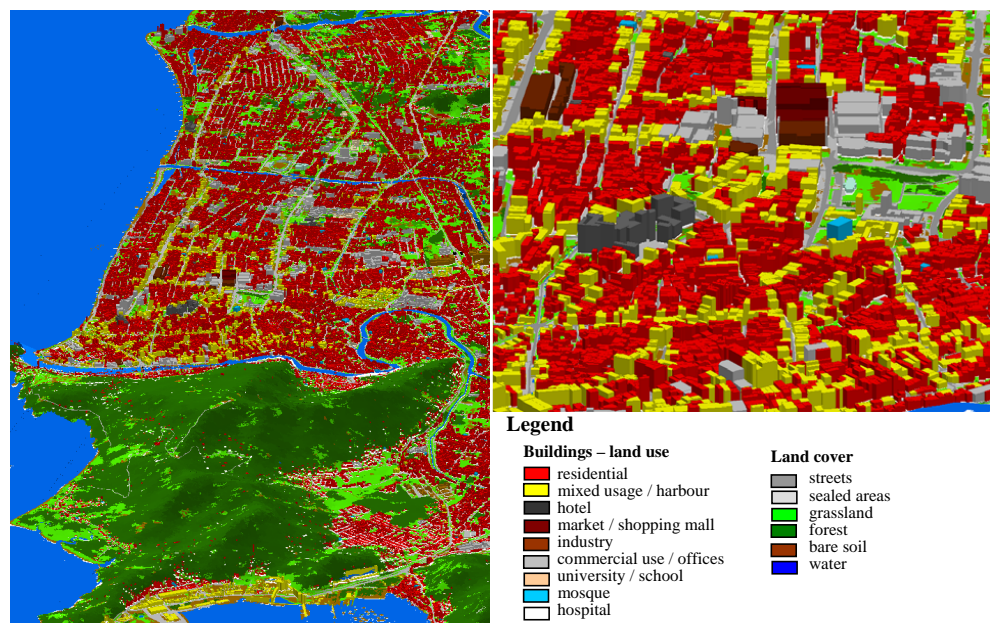 Legend
Buildings – land use
residential
mixed usage / harbour
hotel
market / shopping mall
industry
commercial use / offices
university / school
mosque
hospital
Land cover
streets
sealed areas
grassland
forest
bare soil
water